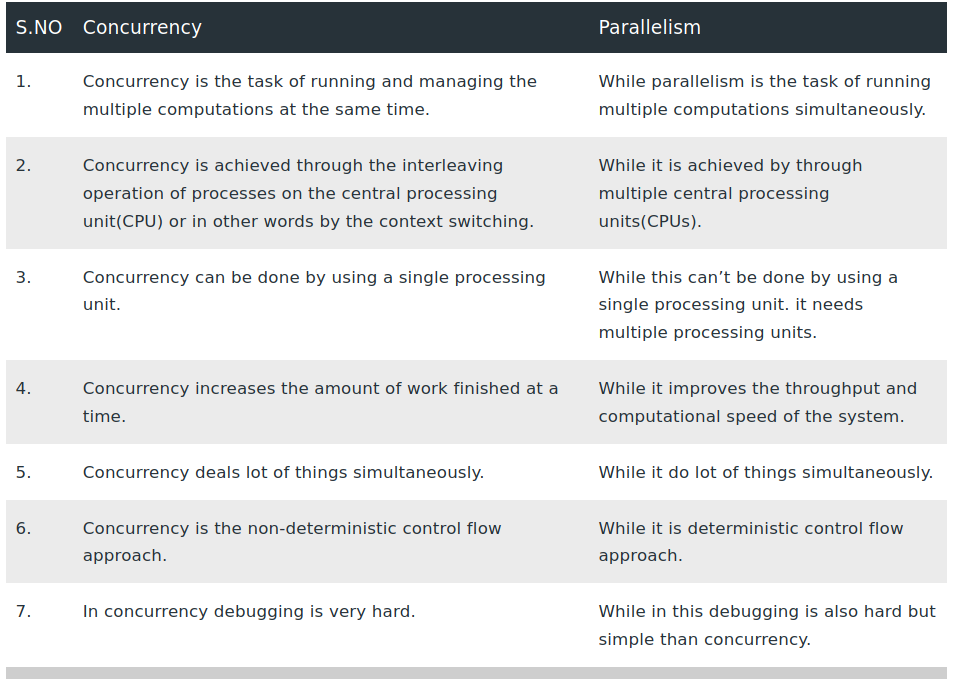 S.NO Concurrency Parallelism
1. Concurrency is the task of running and managing the While parallelism is the task of running
multiple computations at the same time. multiple computations simultaneously.
2. Concurrency is achieved through the interleaving While it is achieved by through
operation of processes on the central processing multiple central processing
unit(CPU) or in other words by the context switching. units(CPUs).
3. Concurrency can be done by using a single processing While this can’t be done by using a
unit. single processing unit. it needs
multiple processing units.
4. Concurrency increases the amount of work finished at a While it improves the throughput and
time. computational speed of the system.
5. Concurrency deals lot of things simultaneously. While it do lot of things simultaneously.
6. Concurrency is the non-deterministic control flow While it is deterministic control flow
approach. approach.
7. In concurrency debugging is very hard. While in this debugging is also hard but
simple than concurrency.